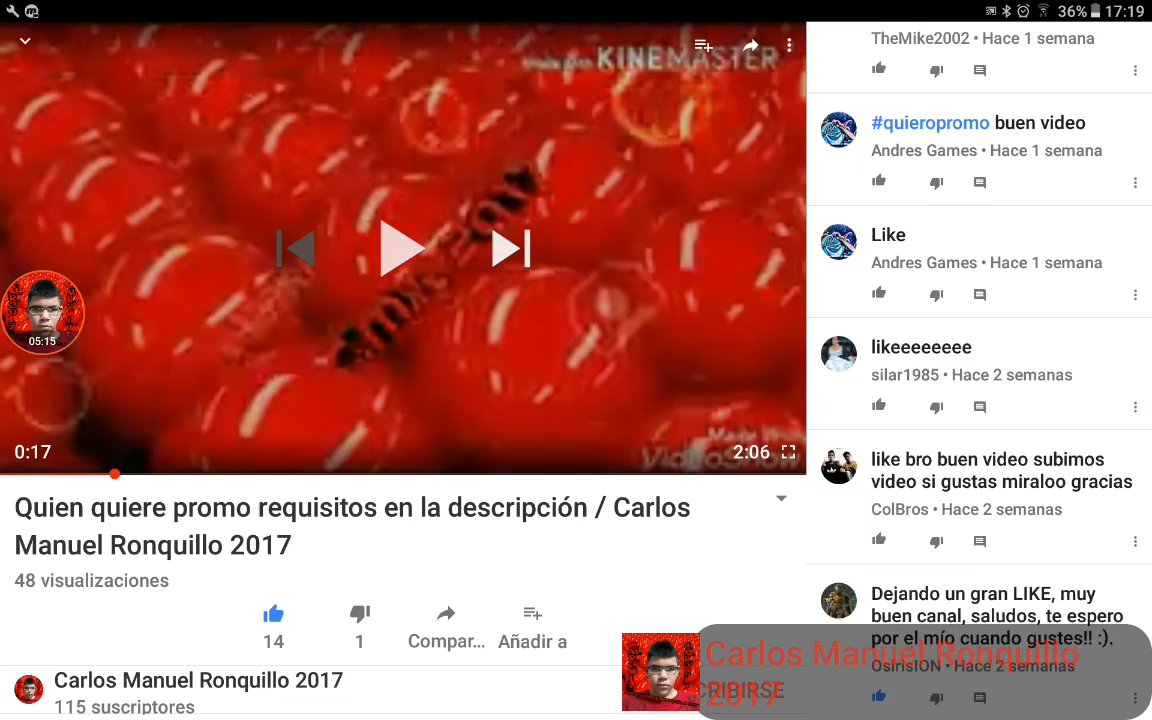 36% 17:19
KINEMASTER
05:15
0:17
2:06
Quien quiere promo requisitos en la descripción / Carlos
Manuel Ronquillo 2017
48 visualizaciones
14
1
Compar...
Añadir a
Carlos Manuel Ronquillo 2017
115 suscriptores
TheMike2002 • Hace 1 semana
#quieropromo buen video
Andres Games • Hace 1 semana
Like
Andres Games • Hace 1 semana
likeeeeeeee
silar1985 • Hace 2 semanas
like bro buen video subimos
video si gustas miraloo gracias
ColBros • Hace 2 semanas
Dejando un gran LIKE, muy
buen canal, saludos, te espero
por el mío cuando gustes!! :).
OsirisION • Hace 2 semanas
Carlos Manuel Ronquillo
2017
CRIBIRSE